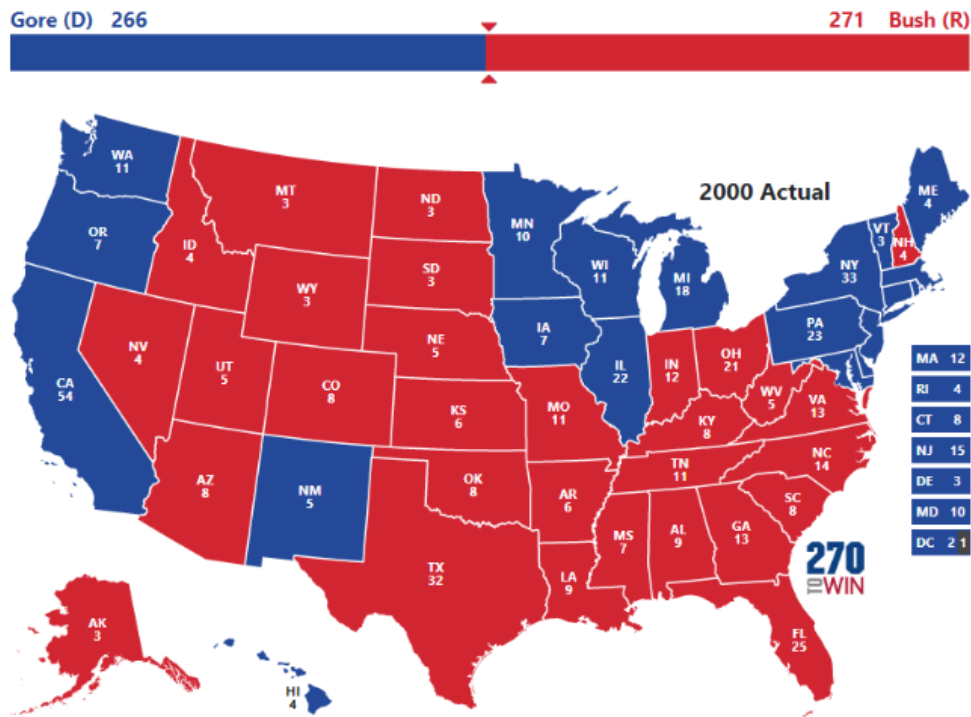 Gore (D) 266
271 Bush (R)
2000 Actual
WA
11
OR
7
CA
54
NV
4
ID
4
MT
3
WY
3
UT
5
AZ
8
CO
8
NM
5
ND
3
SD
3
NE
5
KS
6
OK
8
TX
32
MN
10
IA
7
MO
11
AR
6
LA
9
WI
11
IL
22
MI
18
IN
12
OH
21
KY
8
TN
11
MS
7
AL
9
GA
13
FL
25
SC
8
NC
14
VA
13
WV
5
PA
23
NY
33
VT
3
NH
4
ME
4
MA 12
RI 4
CT 8
NJ 15
DE 3
MD 10
DC 2 1
AK
3
HI
4
270
TO WIN